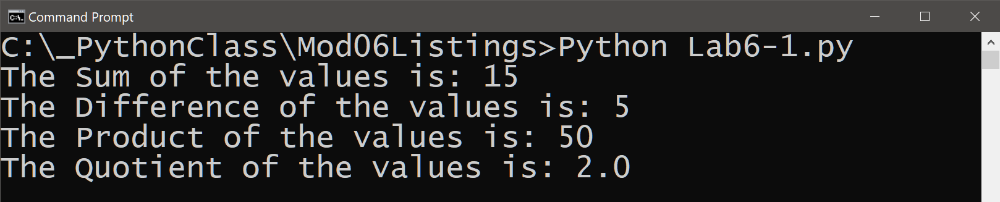 Command Prompt
C:\_PythonClass\Mod06Listings>Python Lab6-1.py
The Sum of the values is: 15
The Difference of the values is: 5
The Product of the values is: 50
The Quotient of the values is: 2.0